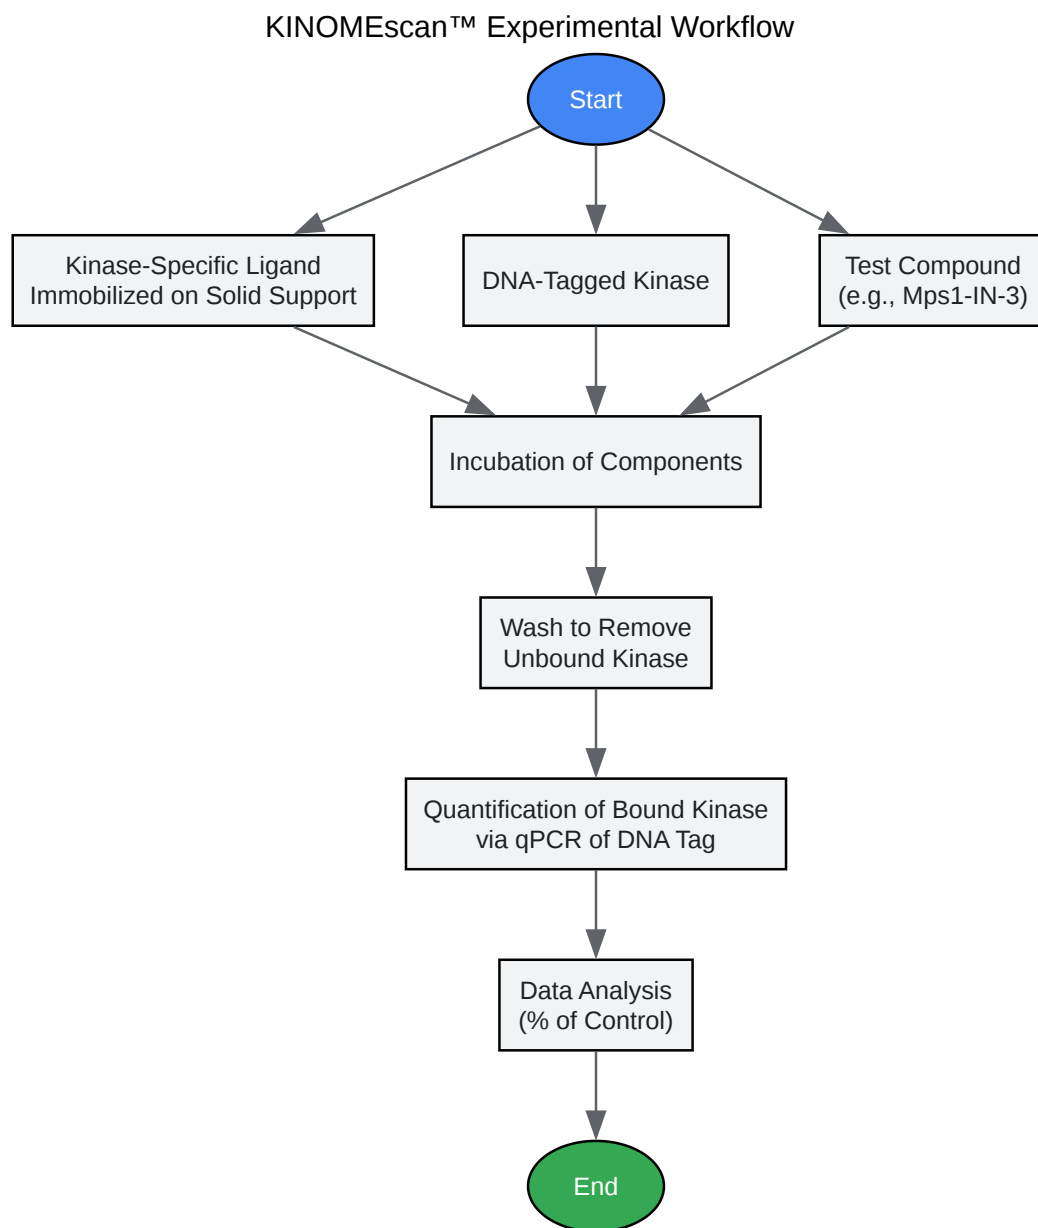 KINOMEscan™ Experimental Workflow
Start
Kinase-Specific Ligand
Immobilized on Solid Support
DNA-Tagged Kinase
Test Compound
(e.g., Mps1-IN-3)
Incubation of Components
Wash to Remove
Unbound Kinase
Quantification of Bound Kinase
via qPCR of DNA Tag
Data Analysis
(% of Control)
End